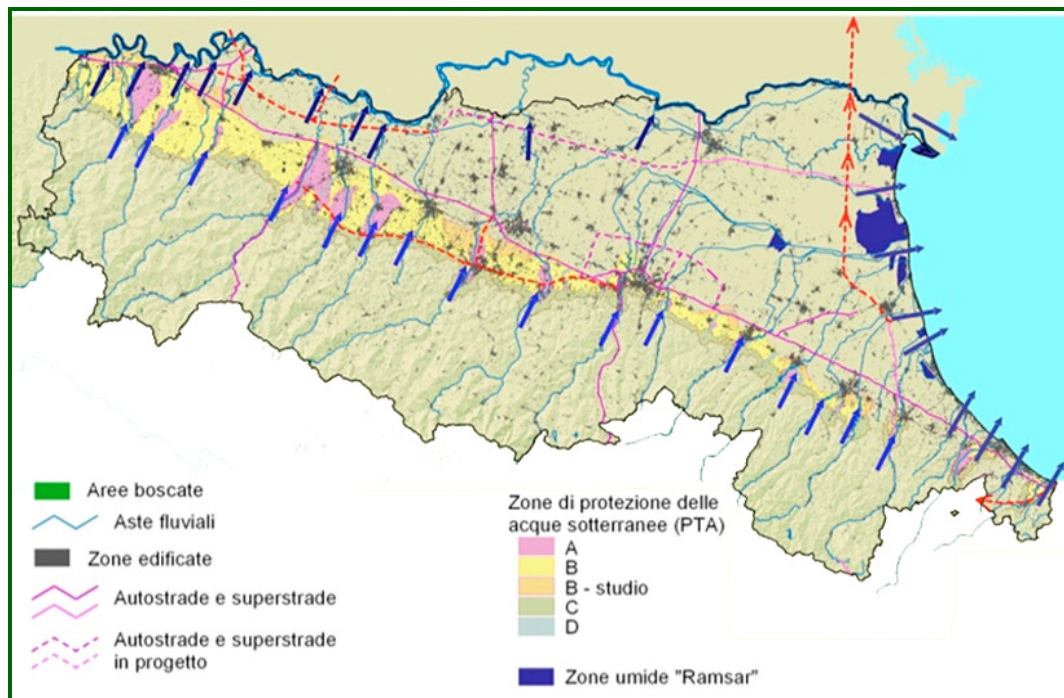 Aree boscate
Aste fluviali
Zone edificate
Autostrade e superstrade
Autostrade e superstrade
in progetto
Zone di protezione delle
acque sotterranee (PTA)
A
B
B - studio
C
D
Zone umide "Ramsar"